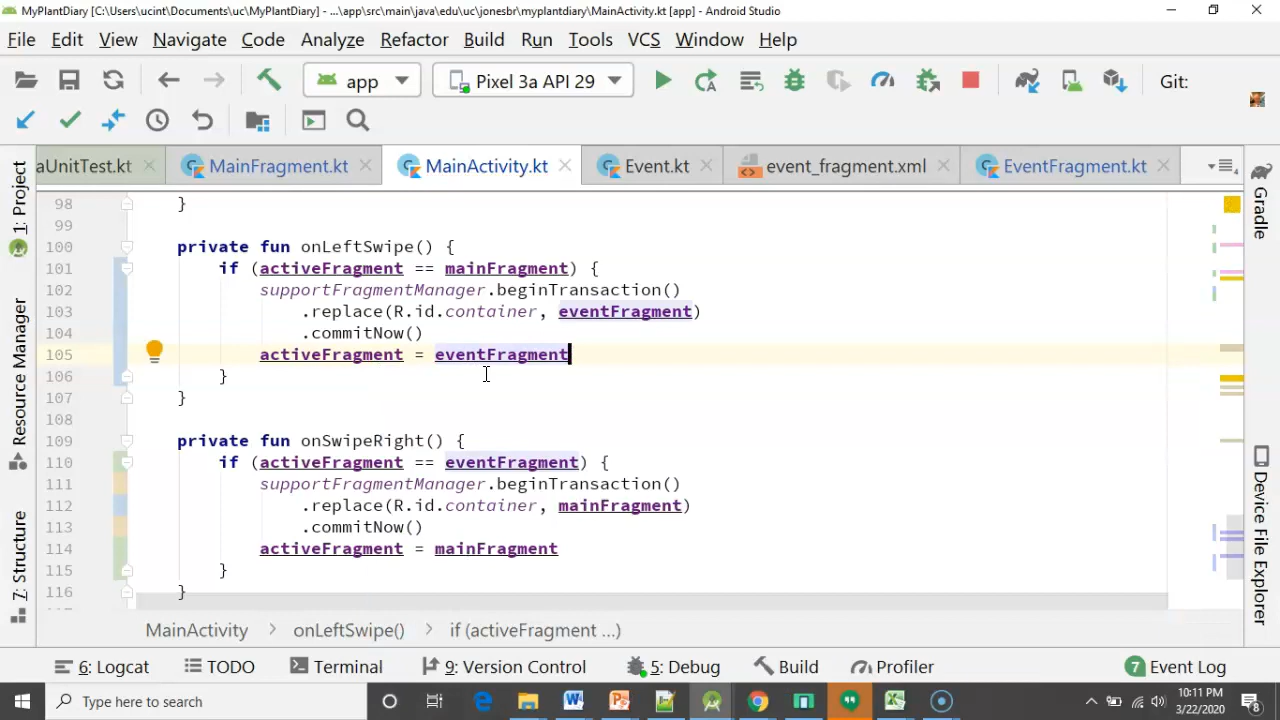 MyPlantDiary [C:\Users\ucint\Documents\uc\MyPlantDiary] - ...\app\src\main\java\edu\uc\jonesbr\myplantdiary\MainActivity.kt [app] - Android Studio
File Edit View Navigate Code Analyze Refactor Build Run Tools VCS Window Help
app Pixel 3a API 29 Git:
aUnitTest.kt MainFragment.kt MainActivity.kt Event.kt event_fragment.xml EventFragment.kt
1: Project
Resource Manager
7: Structure
98 }
99
100 private fun onLeftSwipe() {
101 if (activeFragment == mainFragment) {
102 supportFragmentManager.beginTransaction()
103 .replace(R.id.container, eventFragment)
104 .commitNow()
105 activeFragment = eventFragment
106 }
107 }
108
109 private fun onSwipeRight() {
110 if (activeFragment == eventFragment) {
111 supportFragmentManager.beginTransaction()
112 .replace(R.id.container, mainFragment)
113 .commitNow()
114 activeFragment = mainFragment
115 }
116 }
Gradle
Device File Explorer
MainActivity > onLeftSwipe() > if (activeFragment ...)
6: Logcat TODO Terminal 9: Version Control 5: Debug Build Profiler 7 Event Log
Type here to search
10:11 PM
3/22/2020
8